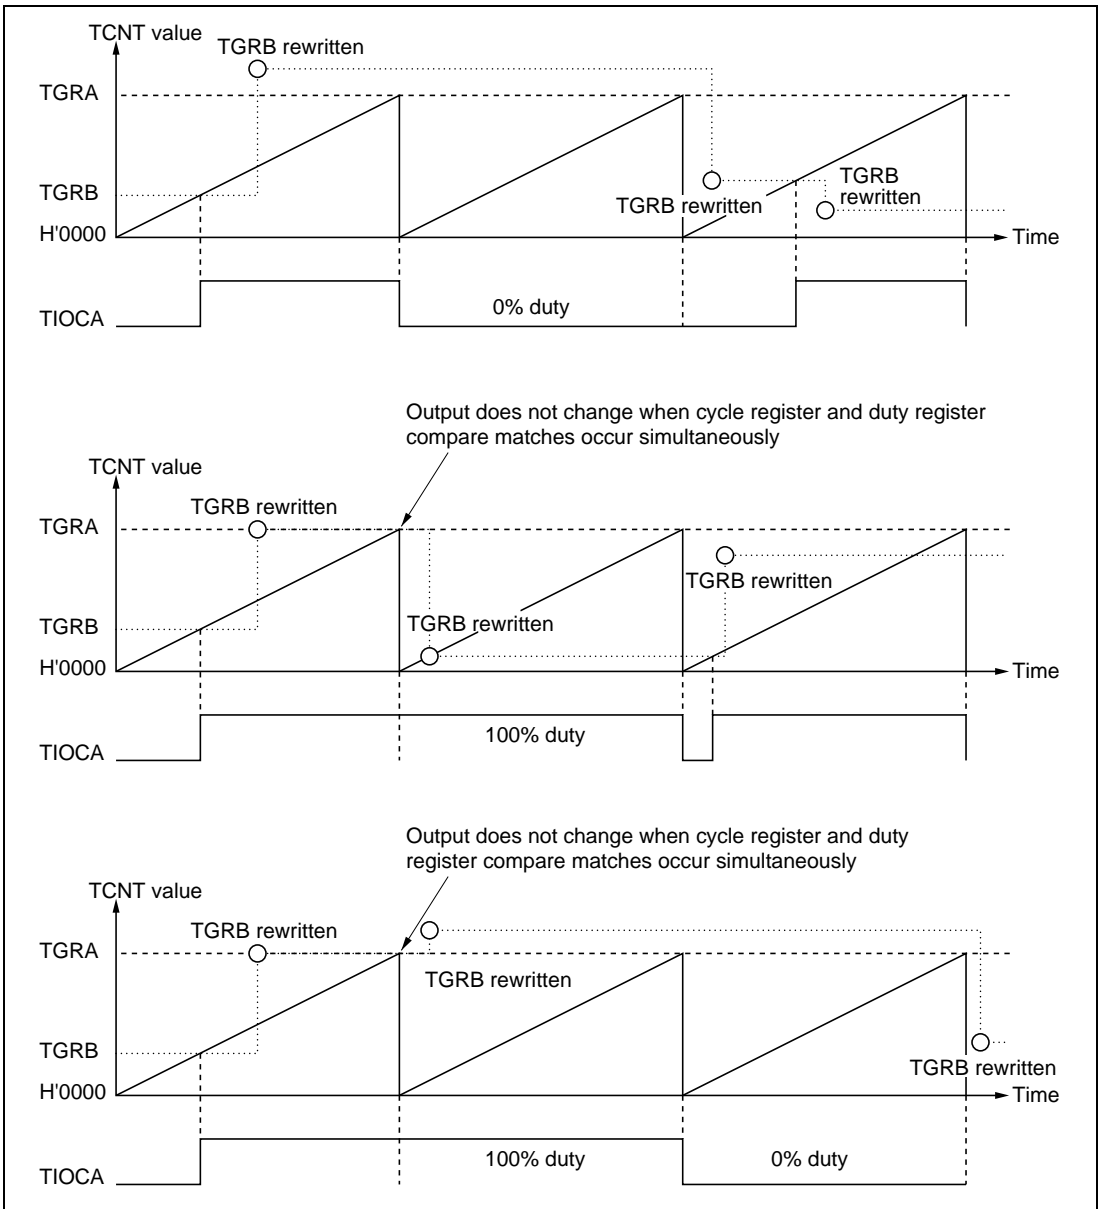 TCNT value
TGRB rewritten
TGRA
TGRB
TGRB
rewritten
TGRB rewritten
H'0000
Time
TIOCA
0% duty
Output does not change when cycle register and duty register
compare matches occur simultaneously
TCNT value
TGRB rewritten
TGRA
TGRB rewritten
TGRB
TGRB rewritten
H'0000
Time
TIOCA
100% duty
Output does not change when cycle register and duty
register compare matches occur simultaneously
TCNT value
TGRB rewritten
TGRA
TGRB rewritten
TGRB
TGRB rewritten
H'0000
Time
TIOCA
100% duty
0% duty